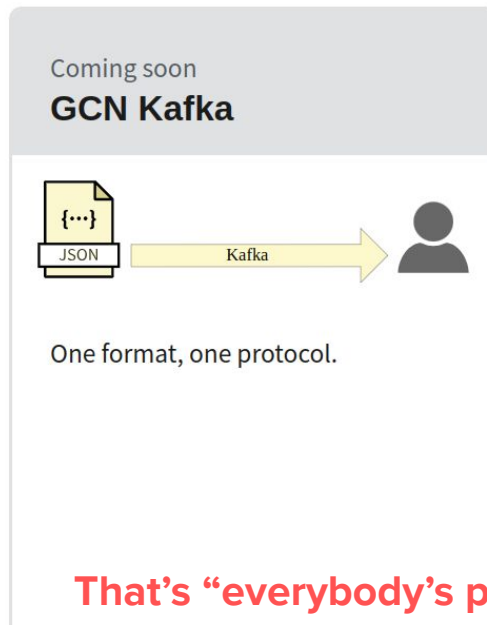 Coming soon
GCN Kafka
{···}
JSON
Kafka
One format, one protocol.
That’s “everybody’s p